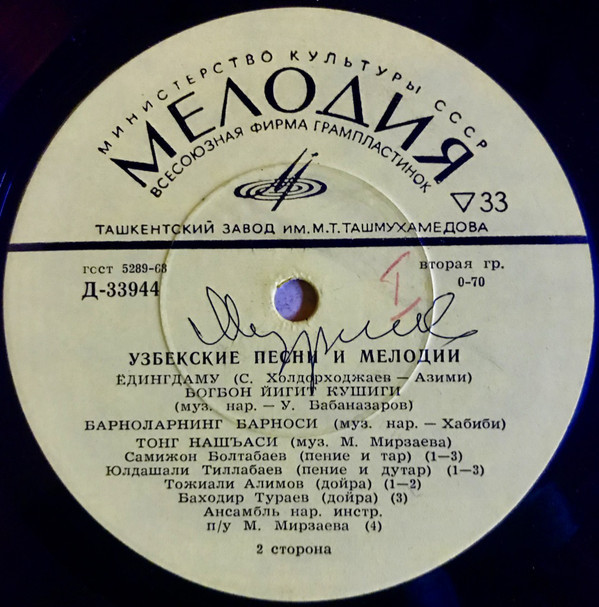 МИНИСТЕРСТВО КУЛЬТУРЫ СССР
МЕЛОДИЯ
ВСЕСОЮЗНАЯ ФИРМА ГРАМПЛАСТИНОК
33
ТАШКЕНТСКИЙ ЗАВОД ИМ. М.Т. ТАШМУХАМЕДОВА
гост 5289-68
вторая гр.
Д-33944
0-70
I
УЗБЕКСКИЕ ПЕСНИ И МЕЛОДИИ
ЁДИНГДАМУ (С. Холдорходжаев — Азими)
БОГБОН ЙИГИТ КУШИГИ
(муз. нар. — У. Бабаназаров)
БАРНОЛАРНИНГ БАРНОСИ (муз. нар. — Хабиби)
ТОНГ НАШЪАСИ (муз. М. Мирзаева)
Самижон Болтабаев (пение и тар) (1—3)
Юлдашали Тиллабаев (пение и дутар) (1—3)
Тожиали Алимов (дойра) (1—2)
Баходир Тураев (дойра) (3)
Ансамбль нар. инстр.
п/у М. Мирзаева (4)
2 сторона